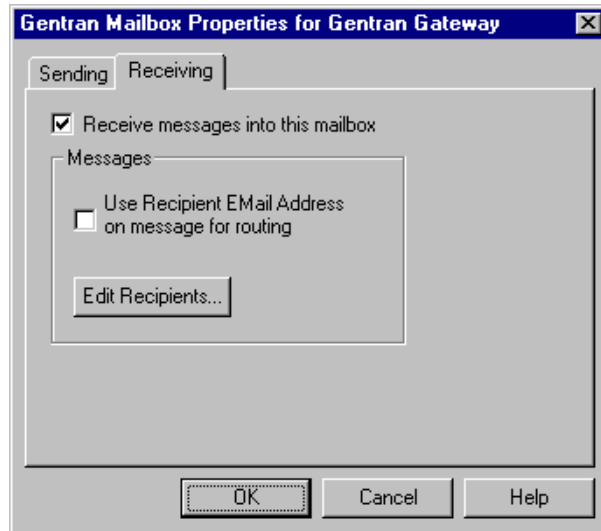 Gentran Mailbox Properties for Gentran Gateway
Sending Receiving
Receive messages into this mailbox
Messages
Use Recipient EMail Address
on message for routing
Edit Recipients...
OK Cancel Help